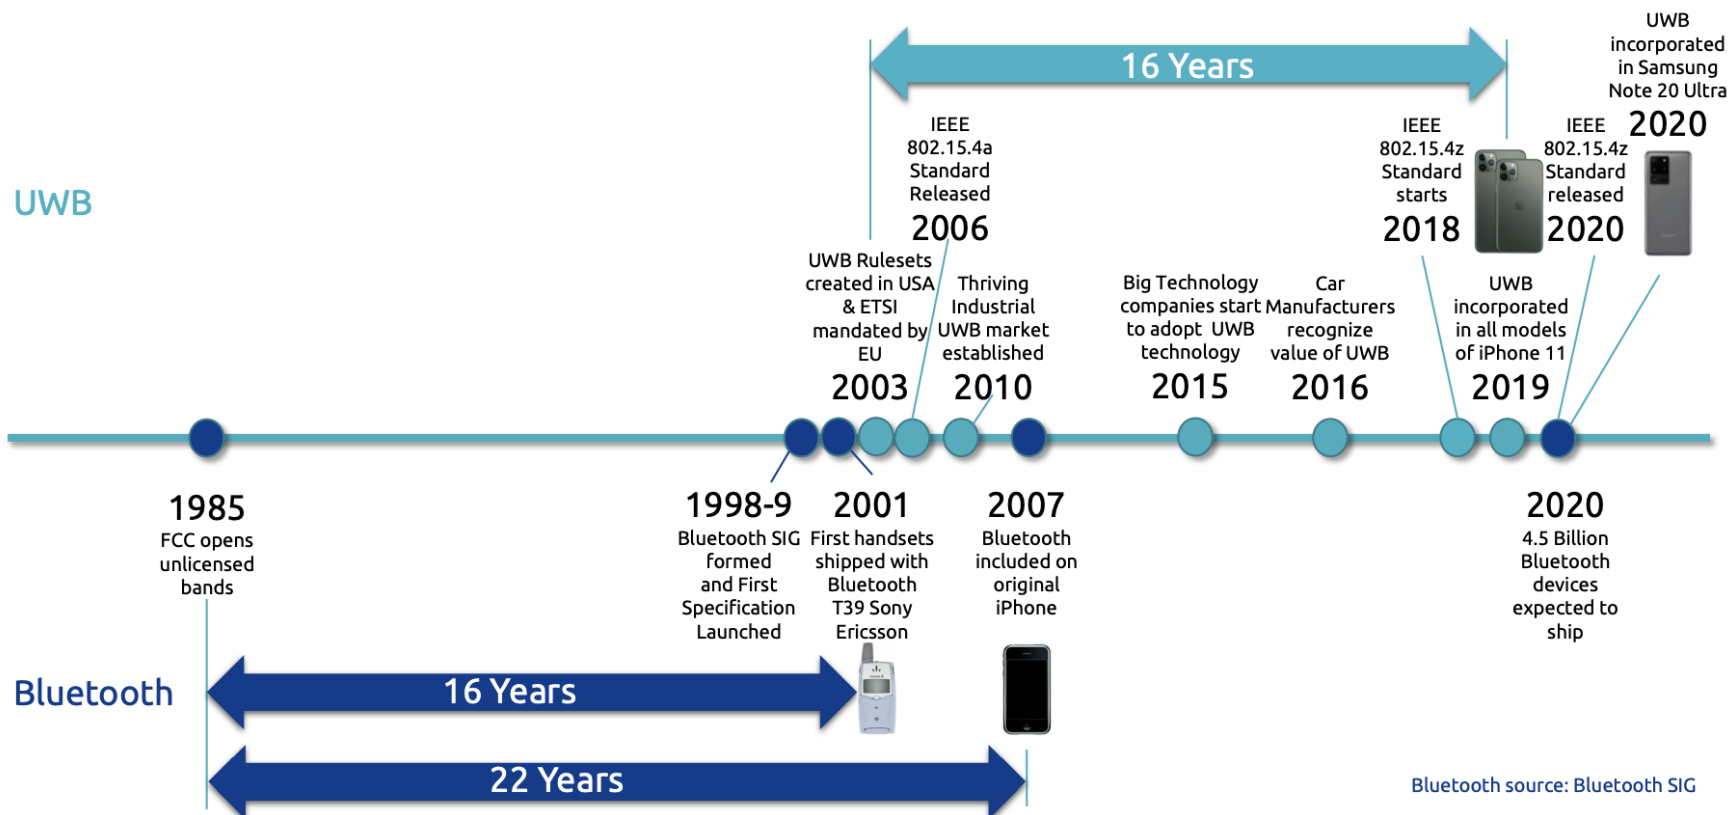 16 Years
UWB
incorporated
in Samsung
Note 20 Ultra
2020
IEEE
802.15.4a
Standard
Released
2006
IEEE
802.15.4z
Standard
starts
2018
IEEE
802.15.4z
Standard
released
2020
UWB
UWB Rulesets
created in USA
& ETSI
mandated by
EU
2003
Thriving
Industrial
UWB market
established
2010
Big Technology
companies start
to adopt UWB
technology
2015
Car
Manufacturers
recognize
value of UWB
2016
UWB
incorporated
in all models
of iPhone 11
2019
1985
FCC opens
unlicensed
bands
1998-9
Bluetooth SIG
formed
and First
Specification
Launched
2001
First handsets
shipped with
Bluetooth
T39 Sony
Ericsson
2007
Bluetooth
included on
original
iPhone
2020
4.5 Billion
Bluetooth
devices
expected to
ship
Bluetooth
16 Years
22 Years
Bluetooth source: Bluetooth SIG